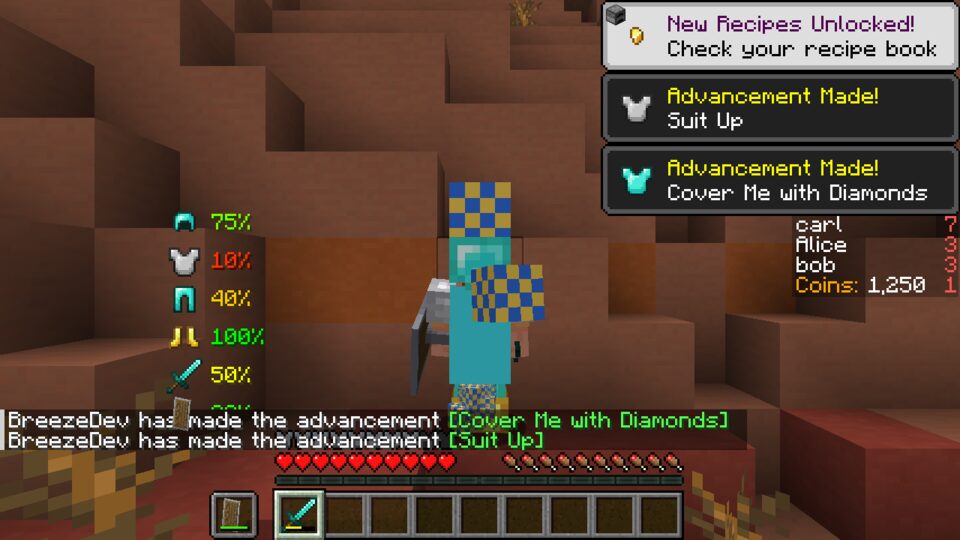 New Recipes Unlocked!
Check your recipe book
Advancement Made!
Suit Up
Advancement Made!
Cover Me with Diamonds
carl 7
Alice 3
bob 3
Coins: 1,250 1
75%
10%
40%
100%
50%
BreezeDev has made the advancement [Cover Me with Diamonds]
BreezeDev has made the advancement [Suit Up]